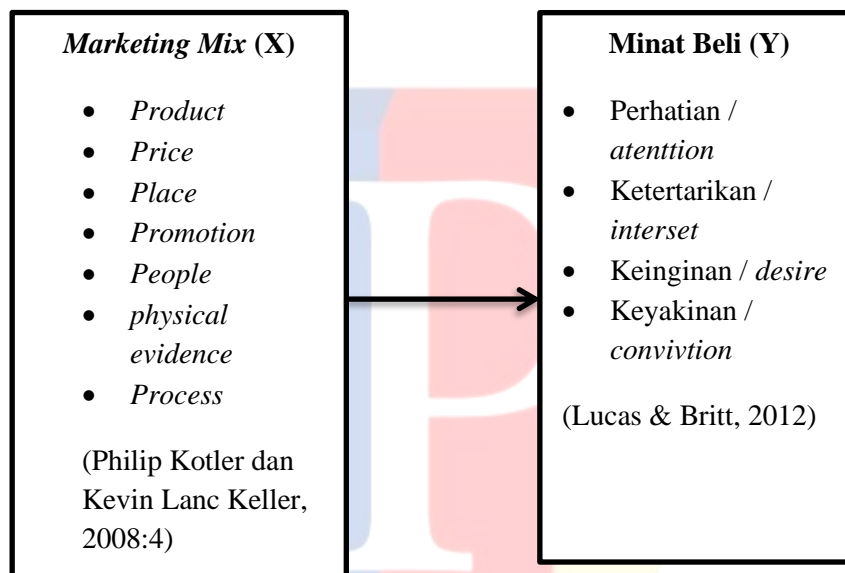 Marketing Mix (X)
• Product
• Price
• Place
• Promotion
• People
• physical
evidence
• Process
(Philip Kotler dan
Kevin Lanc Keller,
2008:4)
Minat Beli (Y)
• Perhatian /
atenttion
• Ketertarikan /
interset
• Keinginan / desire
• Keyakinan /
convivtion
(Lucas & Britt, 2012)